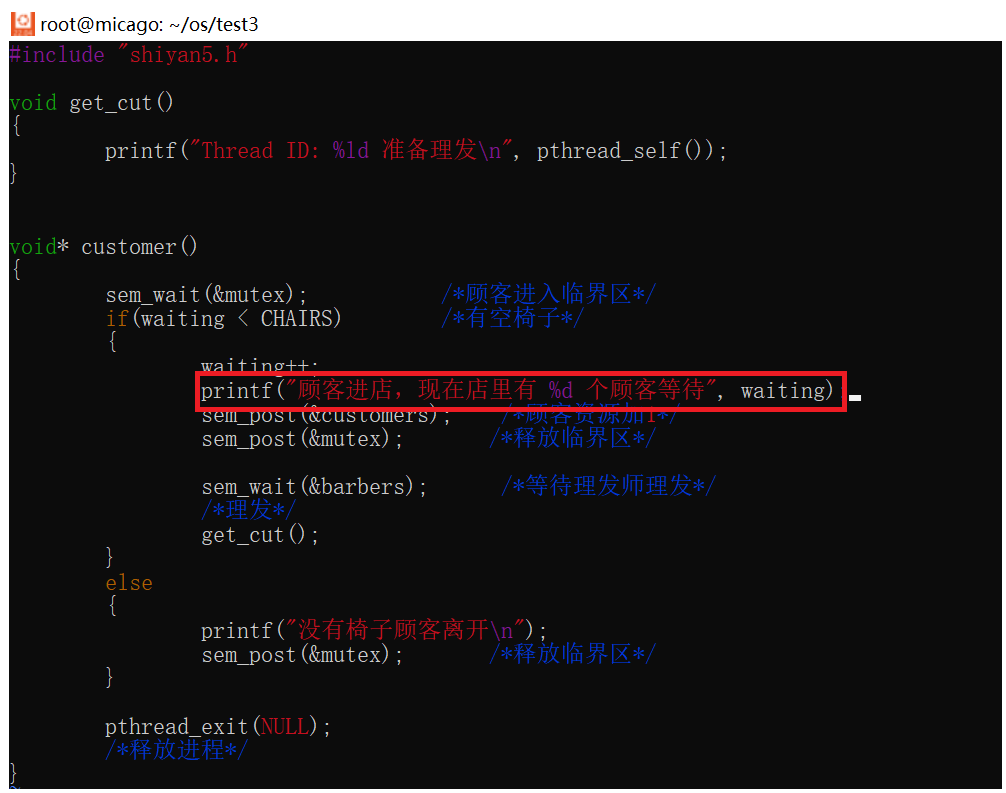 root@micago: ~/os/test3
#include "shiyan5.h"
void get_cut()
{
printf("Thread ID: %ld 准备理发\n", pthread_self());
}
void* customer()
{
sem_wait(&mutex); /*顾客进入临界区*/
if(waiting < CHAIRS) /*有空椅子*/
{
waiting++;
printf("顾客进店，现在店里有 %d 个顾客等待", waiting)
sem_post(&customers); /*顾客资源加1*/
sem_post(&mutex); /*释放临界区*/
sem_wait(&barbers); /*等待理发师理发*/
/*理发*/
get_cut();
}
else
{
printf("没有椅子顾客离开\n");
sem_post(&mutex); /*释放临界区*/
}
pthread_exit(NULL);
/*释放进程*/
}